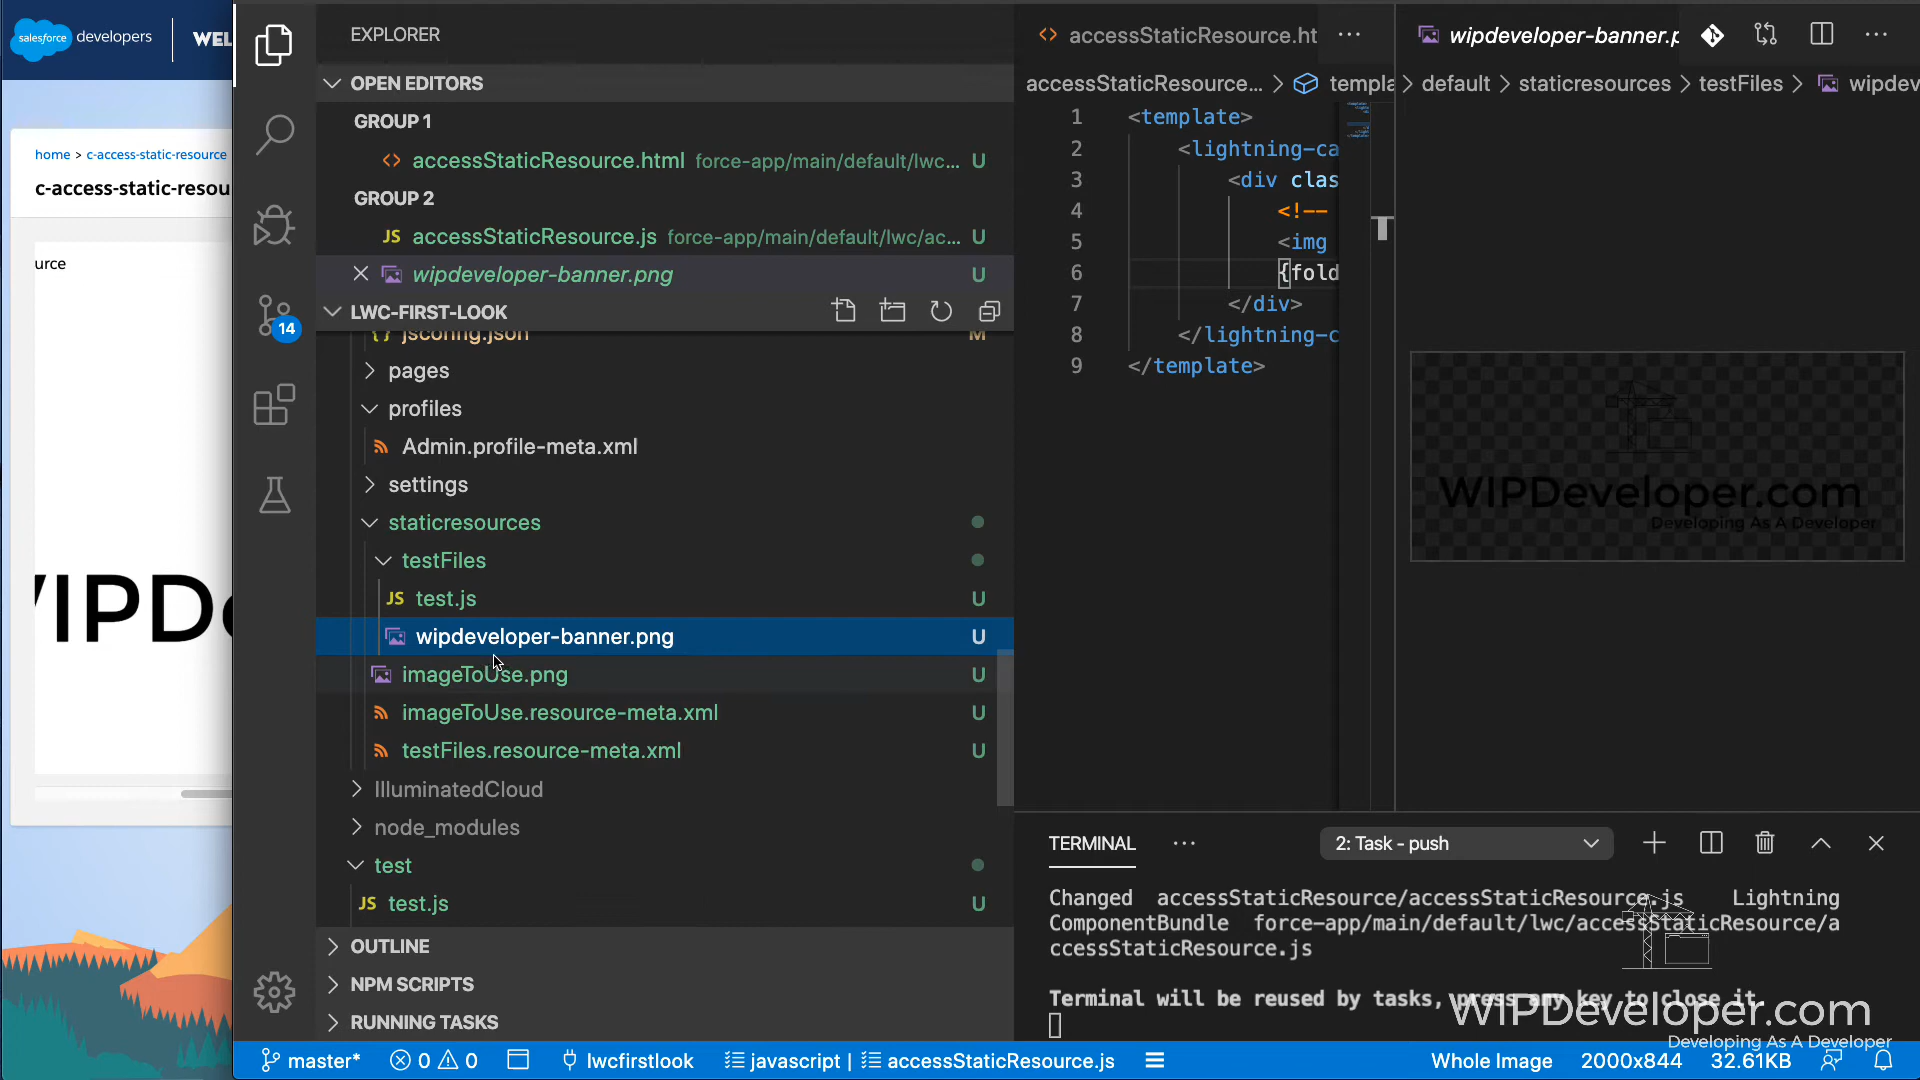 salesforce developers
WEL
home > c-access-static-resource
c-access-static-resou
urce
EXPLORER
OPEN EDITORS
GROUP 1
accessStaticResource.html force-app/main/default/lwc... U
GROUP 2
JS accessStaticResource.js force-app/main/default/lwc/ac... U
wipdeveloper-banner.png U
LWC-FIRST-LOOK
{} jsconfig.json M
pages
profiles
Admin.profile-meta.xml
settings
staticresources
testFiles
JS test.js U
wipdeveloper-banner.png U
imageToUse.png U
imageToUse.resource-meta.xml U
testFiles.resource-meta.xml U
IlluminatedCloud
node_modules
test
JS test.js U
OUTLINE
NPM SCRIPTS
RUNNING TASKS
14
accessStaticResource.ht ...
accessStaticResource... > templa
1 <template>
2 <lightning-ca
3 <div clas
4 <!--
5 <img
6 {fold
7 </div>
8 </lightning-c
9 </template>
wipdeveloper-banner.p ...
default > staticresources > testFiles > wipdev
WIPDeveloper.com
Developing As A Developer
TERMINAL ... 2: Task - push
Changed accessStaticResource/accessStaticResource.js Lightning
ComponentBundle force-app/main/default/lwc/accessStaticResource/a
ccessStaticResource.js
Terminal will be reused by tasks, press any key to close it.
WIPDeveloper.com
Developing As A Developer
master* 0 0 lwcfirstlook javascript | accessStaticResource.js Whole Image 2000x844 32.61KB